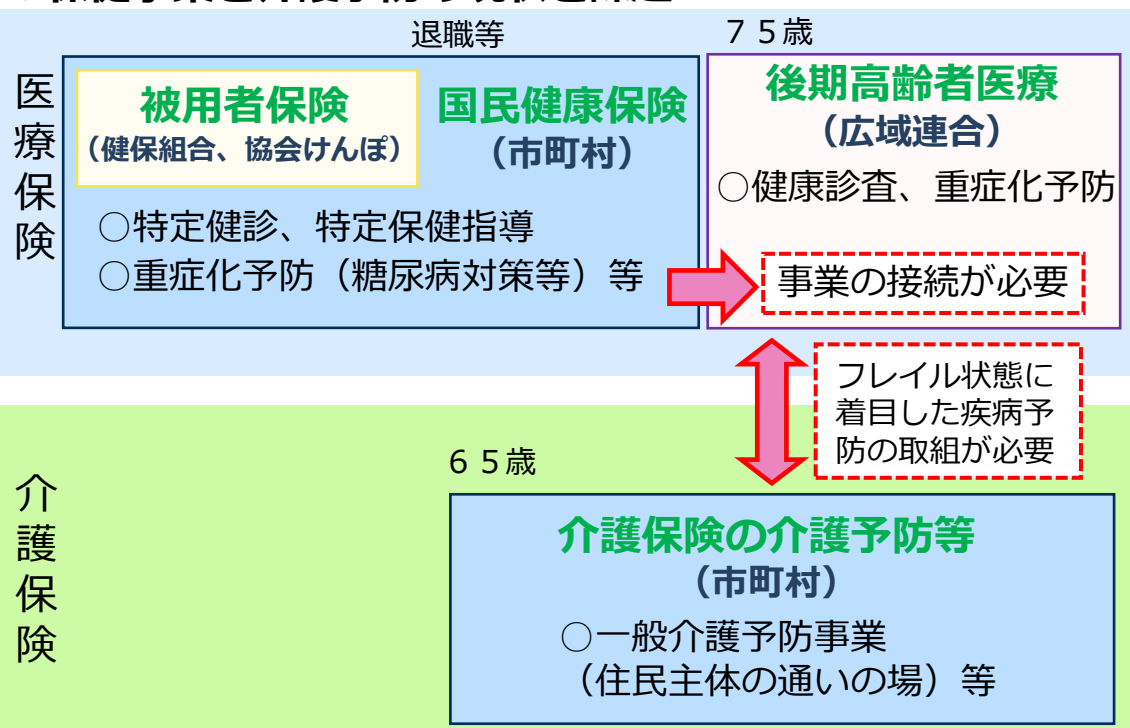 退職等
７５歳
医療保険
被用者保険
（健保組合、協会けんぽ）
国民健康保険
（市町村）
○特定健診、特定保健指導
○重症化予防（糖尿病対策等）等
後期高齢者医療
（広域連合）
○健康診査、重症化予防
事業の接続が必要
フレイル状態に
着目した疾病予
防の取組が必要
介護保険
６５歳
介護保険の介護予防等
（市町村）
○一般介護予防事業
（住民主体の通いの場）等